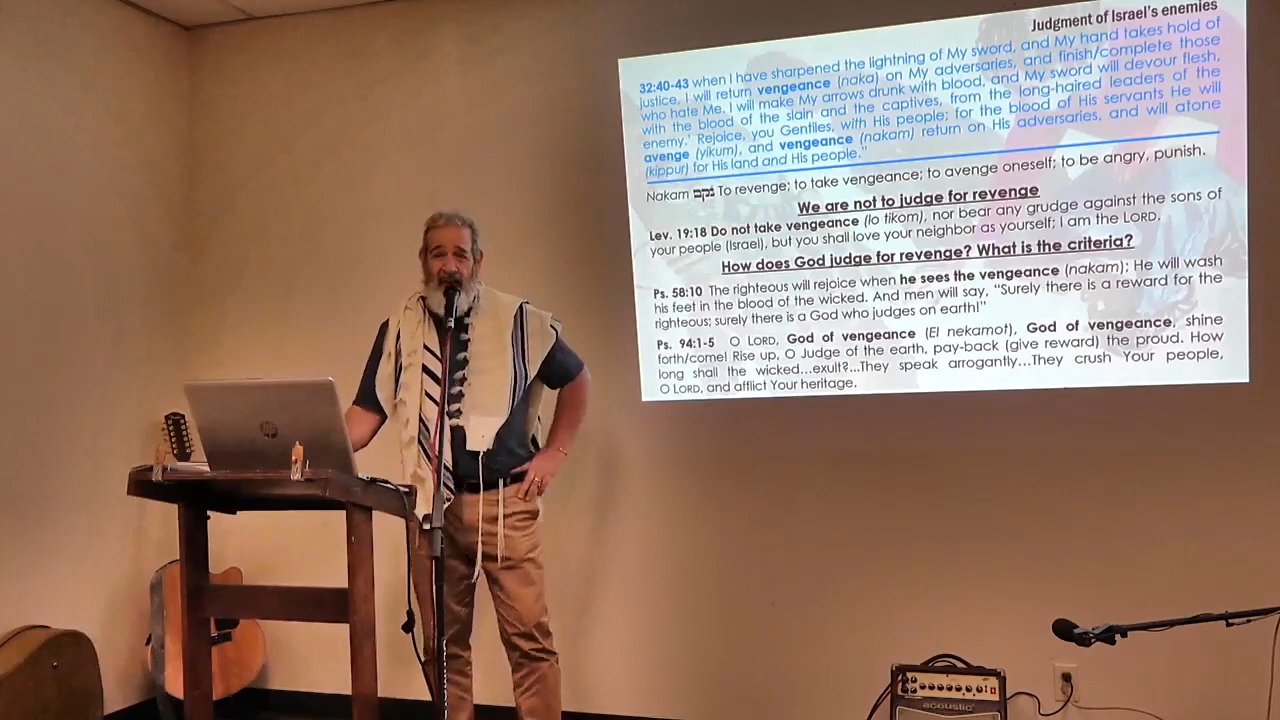 Judgment of Israel's enemies
32:40-43 when I have sharpened the lightning of My sword, and My hand takes hold of
justice, I will return vengeance (naka) on My adversaries, and finish/complete those
who hate Me. I will make My arrows drunk with blood, and My sword will devour flesh,
with the blood of the slain and the captives, from the long-haired leaders of the
enemy.' Rejoice, you Gentiles, with His people; for the blood of His servants He will
avenge (yikum), and vengeance (nakam) return on His adversaries, and will atone
(kippur) for His land and His people."
Nakam נקם To revenge; to take vengeance; to avenge oneself; to be angry, punish.
We are not to judge for revenge
Lev. 19:18 Do not take vengeance (lo tikom), nor bear any grudge against the sons of
your people (Israel), but you shall love your neighbor as yourself; I am the LORD.
How does God judge for revenge? What is the criteria?
Ps. 58:10 The righteous will rejoice when he sees the vengeance (nakam); He will wash
his feet in the blood of the wicked. And men will say, "Surely there is a reward for the
righteous; surely there is a God who judges on earth!"
Ps. 94:1-5 O LORD, God of vengeance (El nekamot), God of vengeance, shine
forth/come! Rise up, O Judge of the earth, pay-back (give reward) the proud. How
long shall the wicked...exult?...They speak arrogantly...They crush Your people,
O LORD, and afflict Your heritage.
hp
acoustic